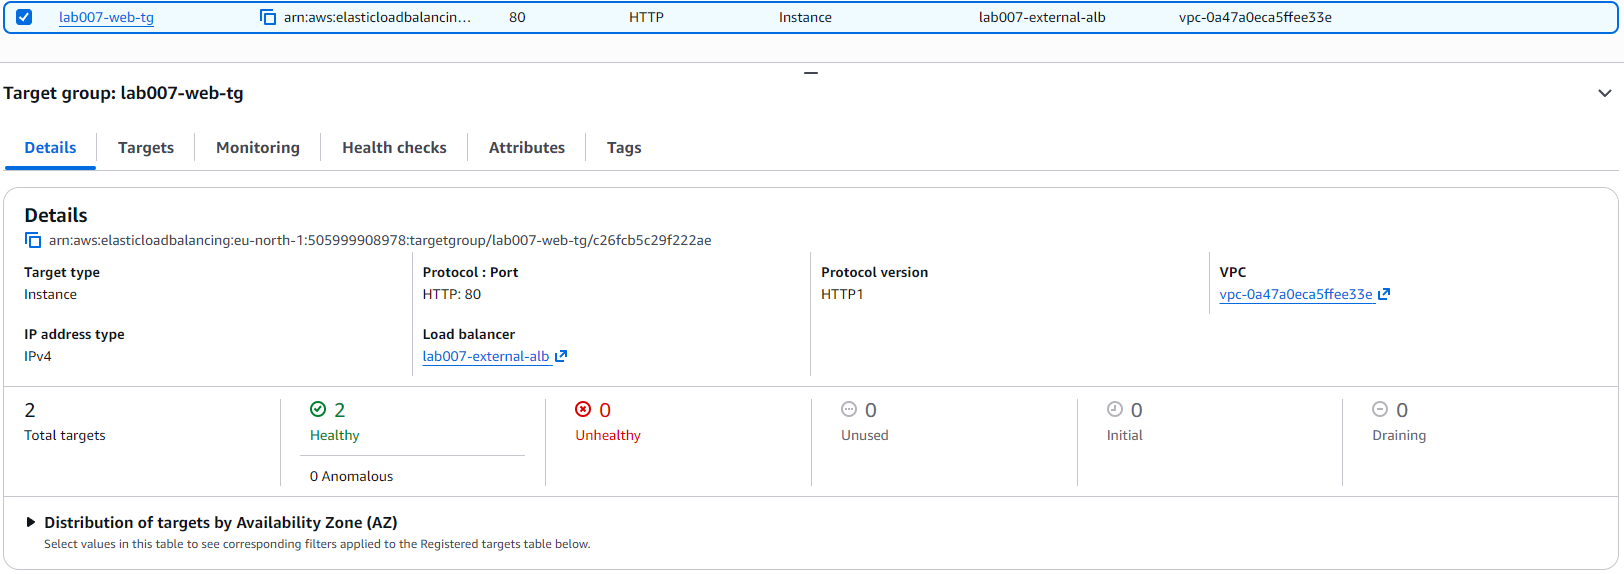 lab007-web-tg arn:aws:elasticloadbalancin... 80 HTTP Instance lab007-external-alb vpc-0a47a0eca5ffee33e
Target group: lab007-web-tg
Details Targets Monitoring Health checks Attributes Tags
Details
arn:aws:elasticloadbalancing:eu-north-1:505999908978:targetgroup/lab007-web-tg/c26fcb5c29f222ae
Target type Protocol : Port Protocol version VPC
Instance HTTP: 80 HTTP1 vpc-0a47a0eca5ffee33e
IP address type Load balancer
IPv4 lab007-external-alb
2 2 0 0 0 0
Total targets Healthy Unhealthy Unused Initial Draining
0 Anomalous
Distribution of targets by Availability Zone (AZ)
Select values in this table to see corresponding filters applied to the Registered targets table below.